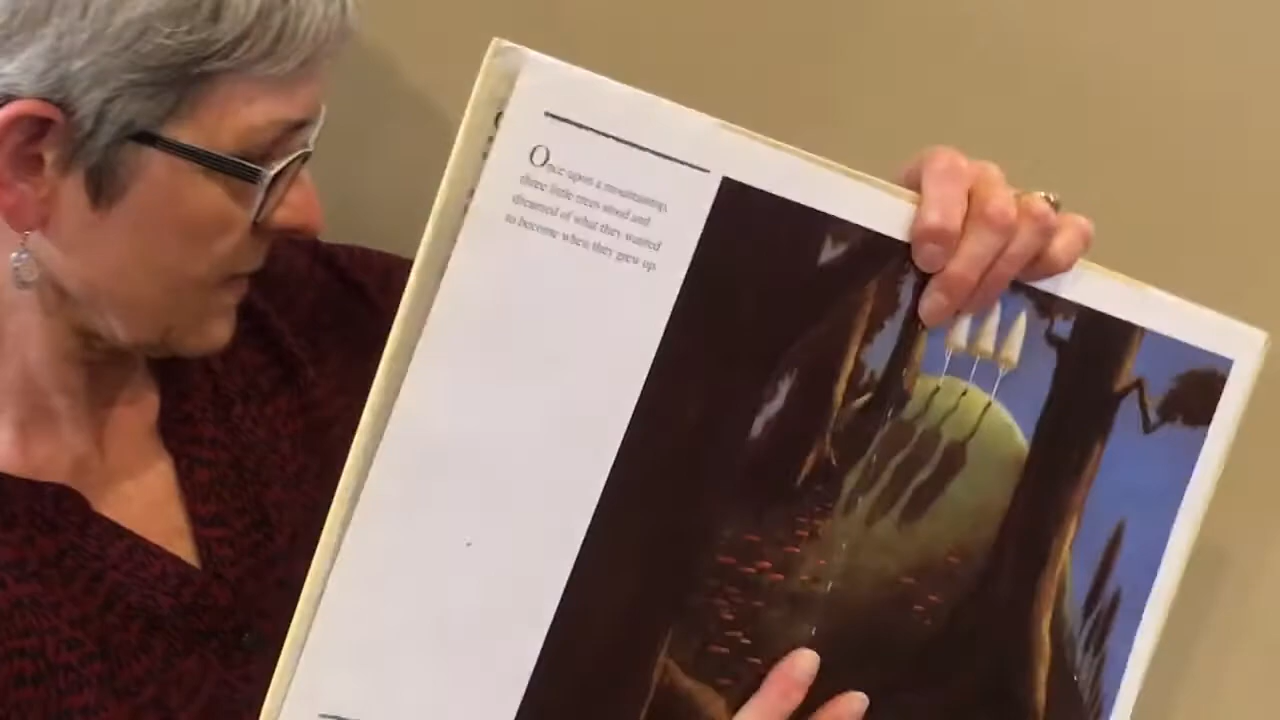 Once upon a mountaintop,
three little trees stood and
dreamed of what they wanted
to become when they grew up.